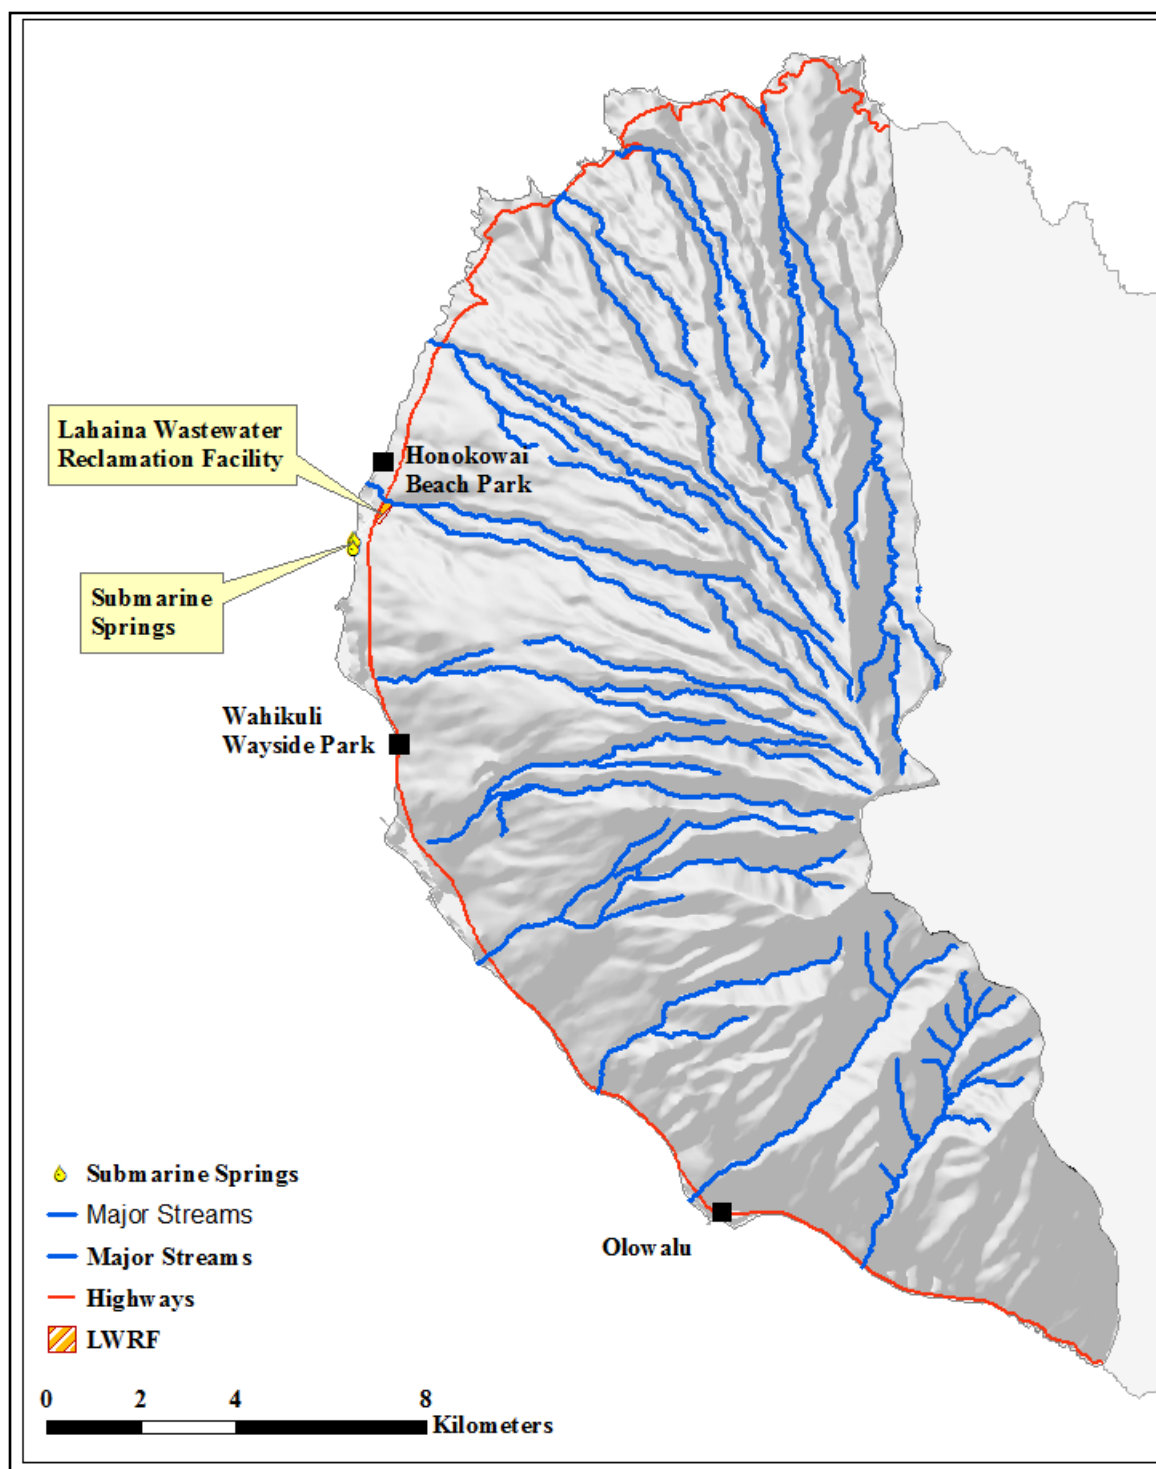 Lahaina Wastewater
Reclamation Facility
Honokowai
Beach Park
Submarine
Springs
Wahikuli
Wayside Park
Submarine Springs
Major Streams
Major Streams
Highways
LWRF
Olowalu
0 2 4 8
Kilometers